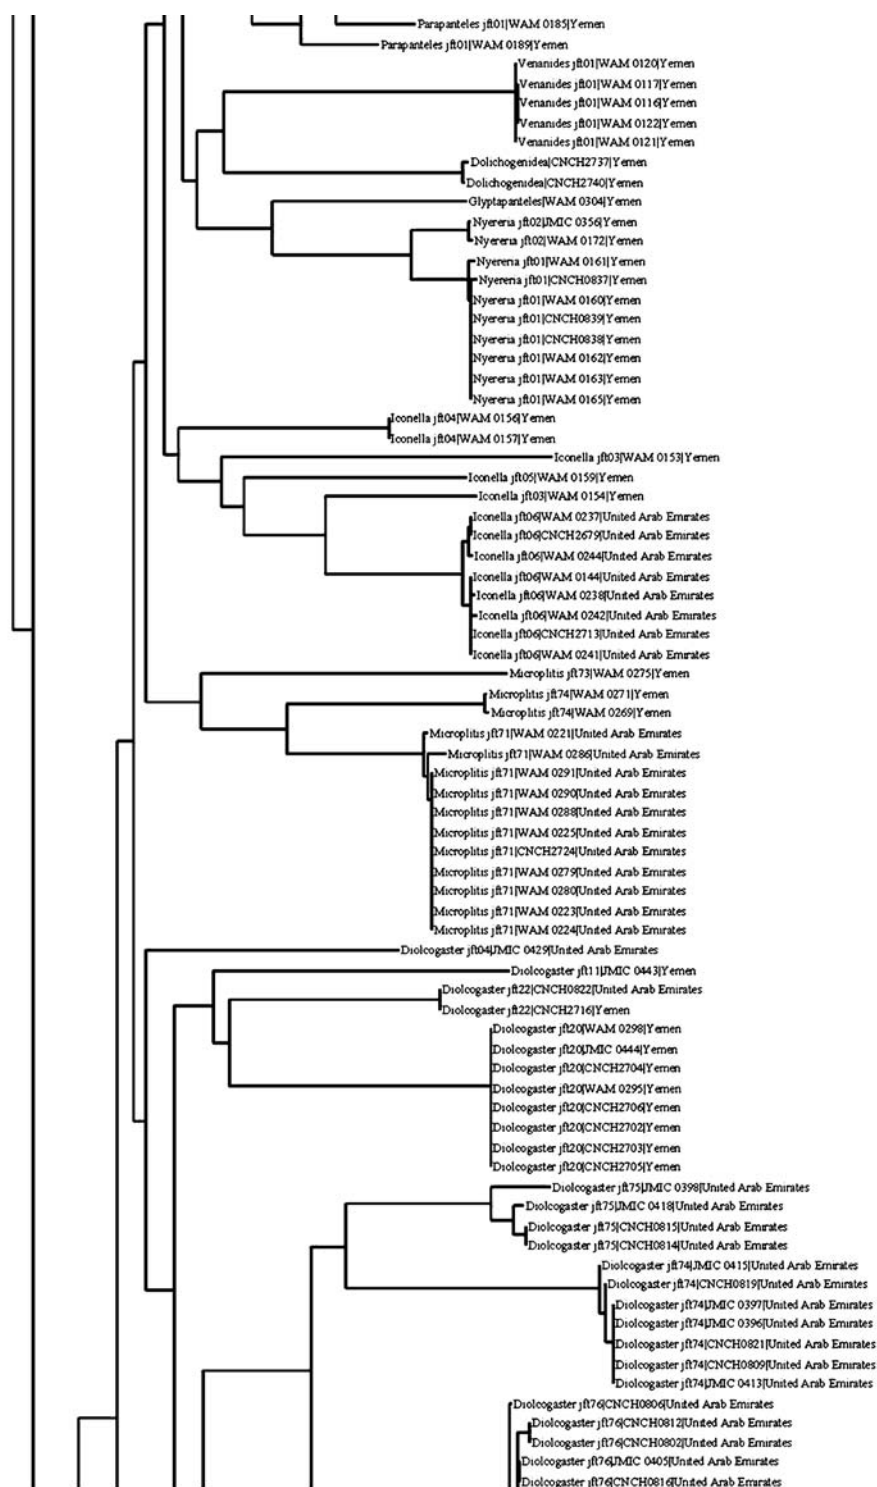 Parapanteles jft01|WAM 0185|Yemen
Parapanteles jft01|WAM 0189|Yemen
Venanides jft01|WAM 0120|Yemen
Venanides jft01|WAM 0117|Yemen
Venanides jft01|WAM 0116|Yemen
Venanides jft01|WAM 0122|Yemen
Venanides jft01|WAM 0121|Yemen
Dolichogenidea|CNCH2737|Yemen
Dolichogenidea|CNCH2740|Yemen
Glyptapanteles|WAM 0304|Yemen
Nyereria jft02|JMIC 0356|Yemen
Nyereria jft02|WAM 0172|Yemen
Nyereria jft01|WAM 0161|Yemen
Nyereria jft01|CNCH0837|Yemen
Nyereria jft01|WAM 0160|Yemen
Nyereria jft01|CNCH0839|Yemen
Nyereria jft01|CNCH0838|Yemen
Nyereria jft01|WAM 0162|Yemen
Nyereria jft01|WAM 0163|Yemen
Nyereria jft01|WAM 0165|Yemen
Iconella jft04|WAM 0156|Yemen
Iconella jft04|WAM 0157|Yemen
Iconella jft03|WAM 0153|Yemen
Iconella jft05|WAM 0159|Yemen
Iconella jft03|WAM 0154|Yemen
Iconella jft06|WAM 0237|United Arab Emirates
Iconella jft06|CNCH2679|United Arab Emirates
Iconella jft06|WAM 0244|United Arab Emirates
Iconella jft06|WAM 0144|United Arab Emirates
Iconella jft06|WAM 0238|United Arab Emirates
Iconella jft06|WAM 0242|United Arab Emirates
Iconella jft06|CNCH2713|United Arab Emirates
Iconella jft06|WAM 0241|United Arab Emirates
Microplitis jft73|WAM 0275|Yemen
Microplitis jft74|WAM 0271|Yemen
Microplitis jft74|WAM 0269|Yemen
Microplitis jft71|WAM 0221|United Arab Emirates
Microplitis jft71|WAM 0286|United Arab Emirates
Microplitis jft71|WAM 0291|United Arab Emirates
Microplitis jft71|WAM 0290|United Arab Emirates
Microplitis jft71|WAM 0288|United Arab Emirates
Microplitis jft71|WAM 0225|United Arab Emirates
Microplitis jft71|CNCH2724|United Arab Emirates
Microplitis jft71|WAM 0279|United Arab Emirates
Microplitis jft71|WAM 0280|United Arab Emirates
Microplitis jft71|WAM 0223|United Arab Emirates
Microplitis jft71|WAM 0224|United Arab Emirates
Diolcogaster jft04|JMIC 0429|United Arab Emirates
Diolcogaster jft11|JMIC 0443|Yemen
Diolcogaster jft22|CNCH0822|United Arab Emirates
Diolcogaster jft22|CNCH2716|Yemen
Diolcogaster jft20|WAM 0298|Yemen
Diolcogaster jft20|JMIC 0444|Yemen
Diolcogaster jft20|CNCH2704|Yemen
Diolcogaster jft20|WAM 0295|Yemen
Diolcogaster jft20|CNCH2706|Yemen
Diolcogaster jft20|CNCH2702|Yemen
Diolcogaster jft20|CNCH2703|Yemen
Diolcogaster jft20|CNCH2705|Yemen
Diolcogaster jft75|JMIC 0398|United Arab Emirates
Diolcogaster jft75|JMIC 0418|United Arab Emirates
Diolcogaster jft75|CNCH0815|United Arab Emirates
Diolcogaster jft75|CNCH0814|United Arab Emirates
Diolcogaster jft74|JMIC 0415|United Arab Emirates
Diolcogaster jft74|CNCH0819|United Arab Emirates
Diolcogaster jft74|JMIC 0397|United Arab Emirates
Diolcogaster jft74|JMIC 0396|United Arab Emirates
Diolcogaster jft74|CNCH0821|United Arab Emirates
Diolcogaster jft74|CNCH0809|United Arab Emirates
Diolcogaster jft74|JMIC 0413|United Arab Emirates
Diolcogaster jft76|CNCH0806|United Arab Emirates
Diolcogaster jft76|CNCH0812|United Arab Emirates
Diolcogaster jft76|CNCH0802|United Arab Emirates
Diolcogaster jft76|JMIC 0405|United Arab Emirates
Diolcogaster jft76|CNCH0816|United Arab Emirates